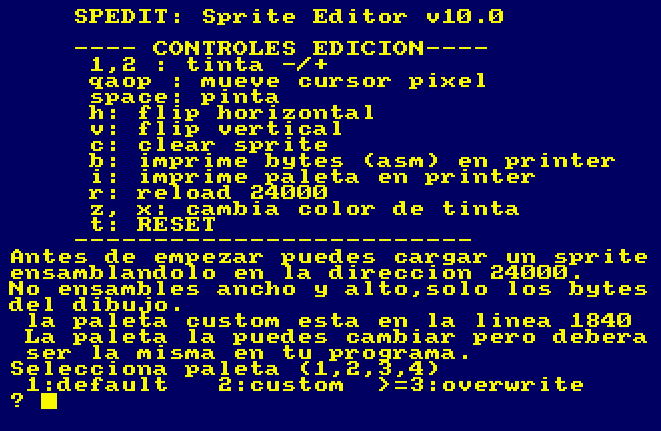 SPEDIT: Sprite Editor v10.0
---- CONTROLES EDICION----
1,2 : tinta -/+
qaop : mueve cursor pixel
space: pinta
h: flip horizontal
v: flip vertical
c: clear sprite
b: imprime bytes (asm) en printer
i: imprime paleta en printer
r: reload 24000
z, x: cambia color de tinta
t: RESET
--------------------------
Antes de empezar puedes cargar un sprite
ensamblandolo en la direccion 24000.
No ensambles ancho y alto,solo los bytes
del dibujo.
la paleta custom esta en la linea 1840
La paleta la puedes cambiar pero debera
ser la misma en tu programa.
Selecciona paleta (1,2,3,4)
1:default   2:custom  >=3:overwrite
?